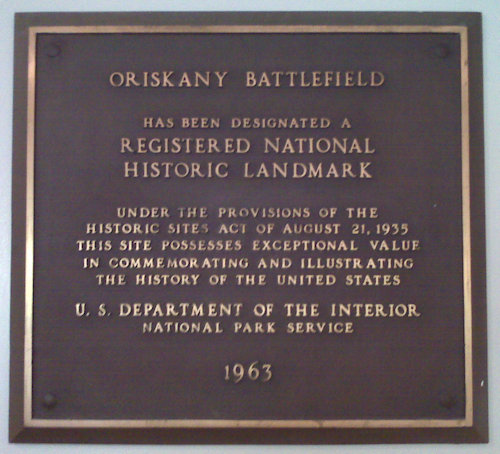 ORISKANY BATTLEFIELD
HAS BEEN DESIGNATED A
REGISTERED NATIONAL
HISTORIC LANDMARK
UNDER THE PROVISIONS OF THE
HISTORIC SITES ACT OF AUGUST 21, 1935
THIS SITE POSSESSES EXCEPTIONAL VALUE
IN COMMEMORATING AND ILLUSTRATING
THE HISTORY OF THE UNITED STATES
U. S. DEPARTMENT OF THE INTERIOR
NATIONAL PARK SERVICE
1963